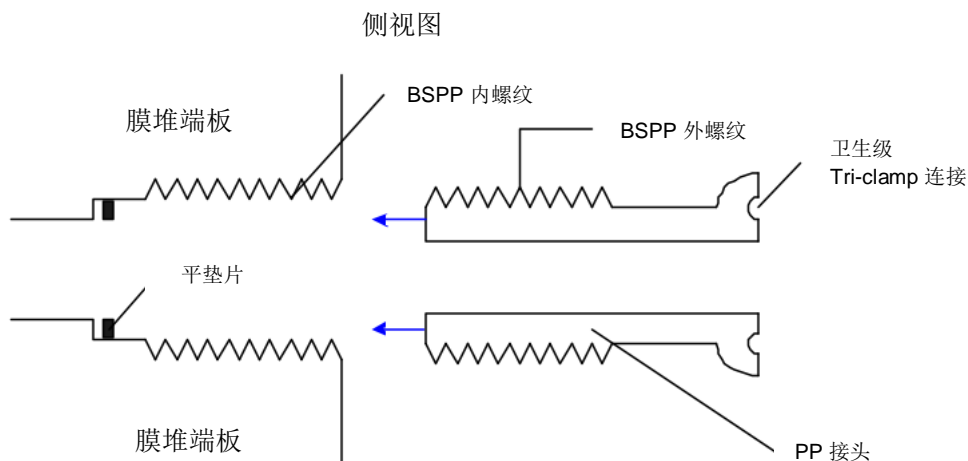 侧视图
BSPP 内螺纹
膜堆端板
BSPP 外螺纹
卫生级
Tri-clamp 连接
平垫片
膜堆端板
PP 接头